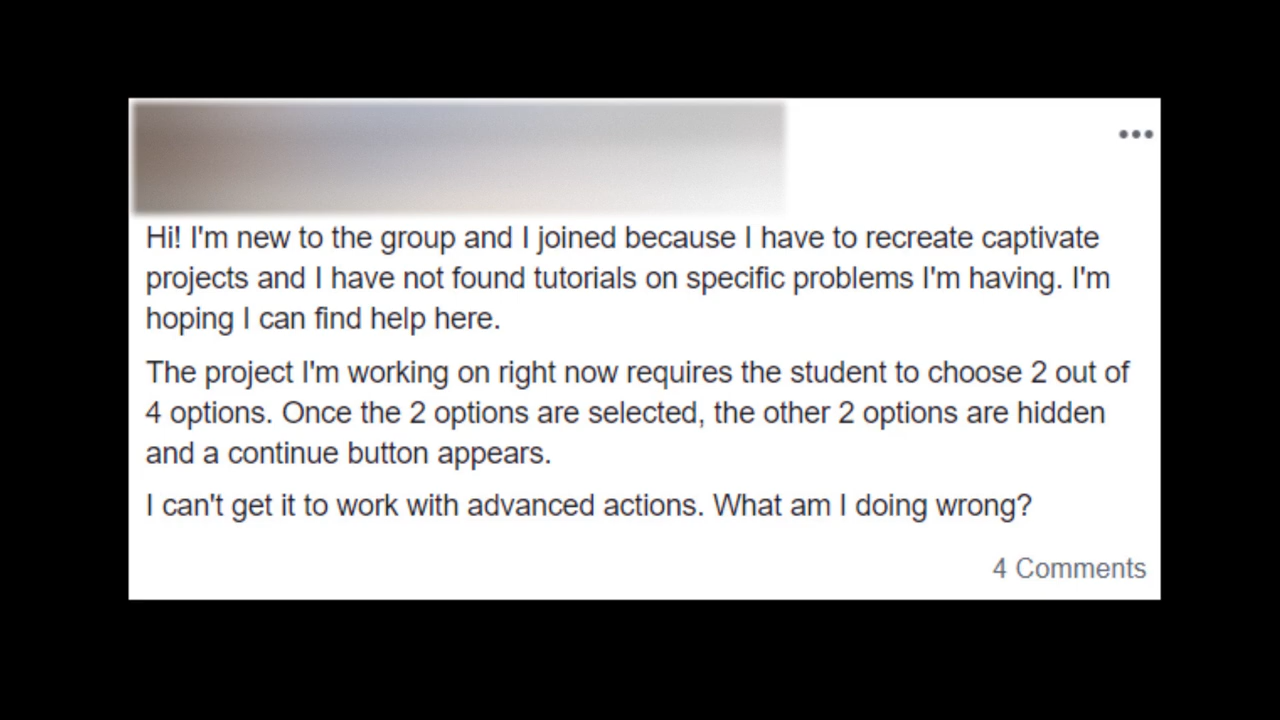 Hi! I'm new to the group and I joined because I have to recreate captivate
projects and I have not found tutorials on specific problems I'm having. I'm
hoping I can find help here.
The project I'm working on right now requires the student to choose 2 out of
4 options. Once the 2 options are selected, the other 2 options are hidden
and a continue button appears.
I can't get it to work with advanced actions. What am I doing wrong?
4 Comments